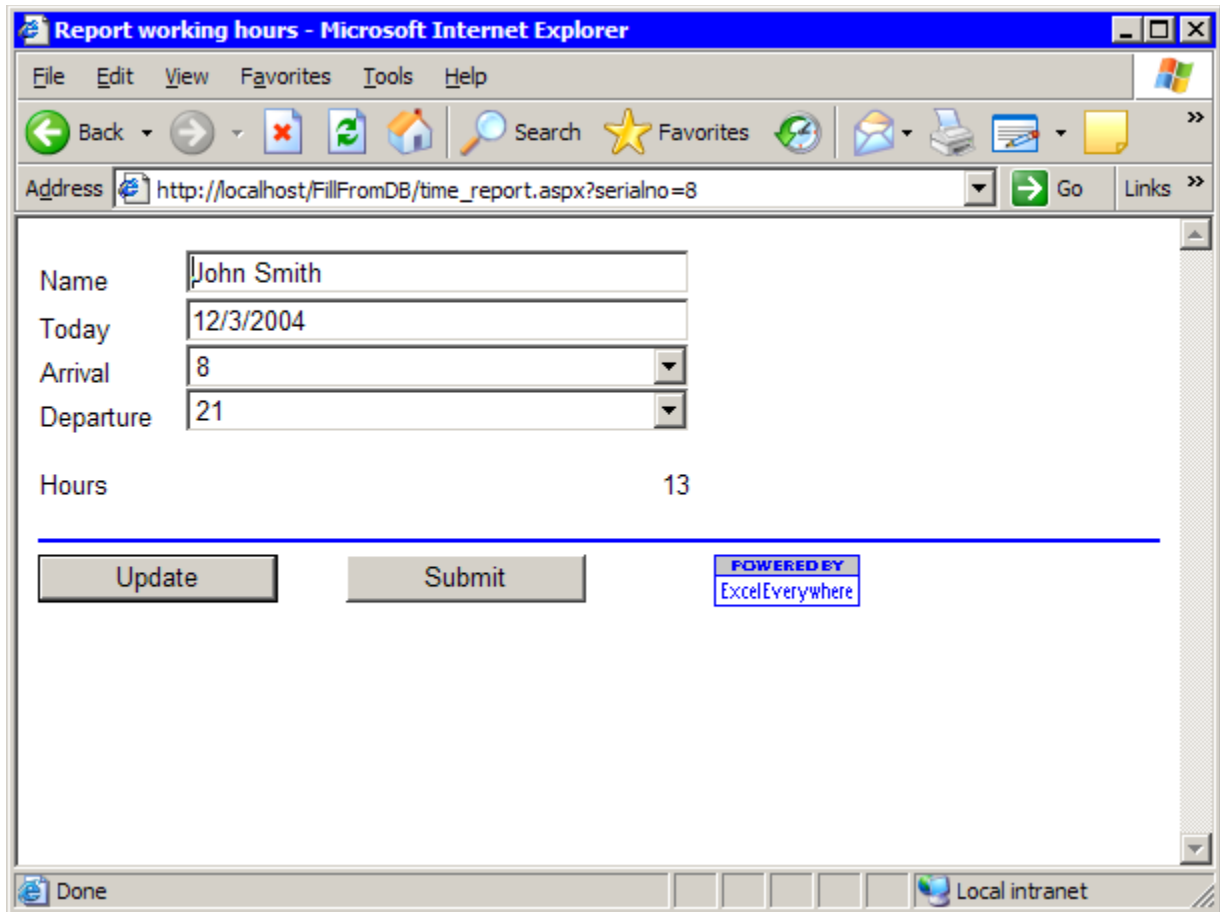 Report working hours - Microsoft Internet Explorer
File Edit View Favorites Tools Help
Back Search Favorites »
Address http://localhost/FillFromDB/time_report.aspx?serialno=8 Go Links »
Name John Smith
Today 12/3/2004
Arrival 8
Departure 21
Hours 13
Update Submit POWERED BY
ExcelEverywhere
Done Local intranet